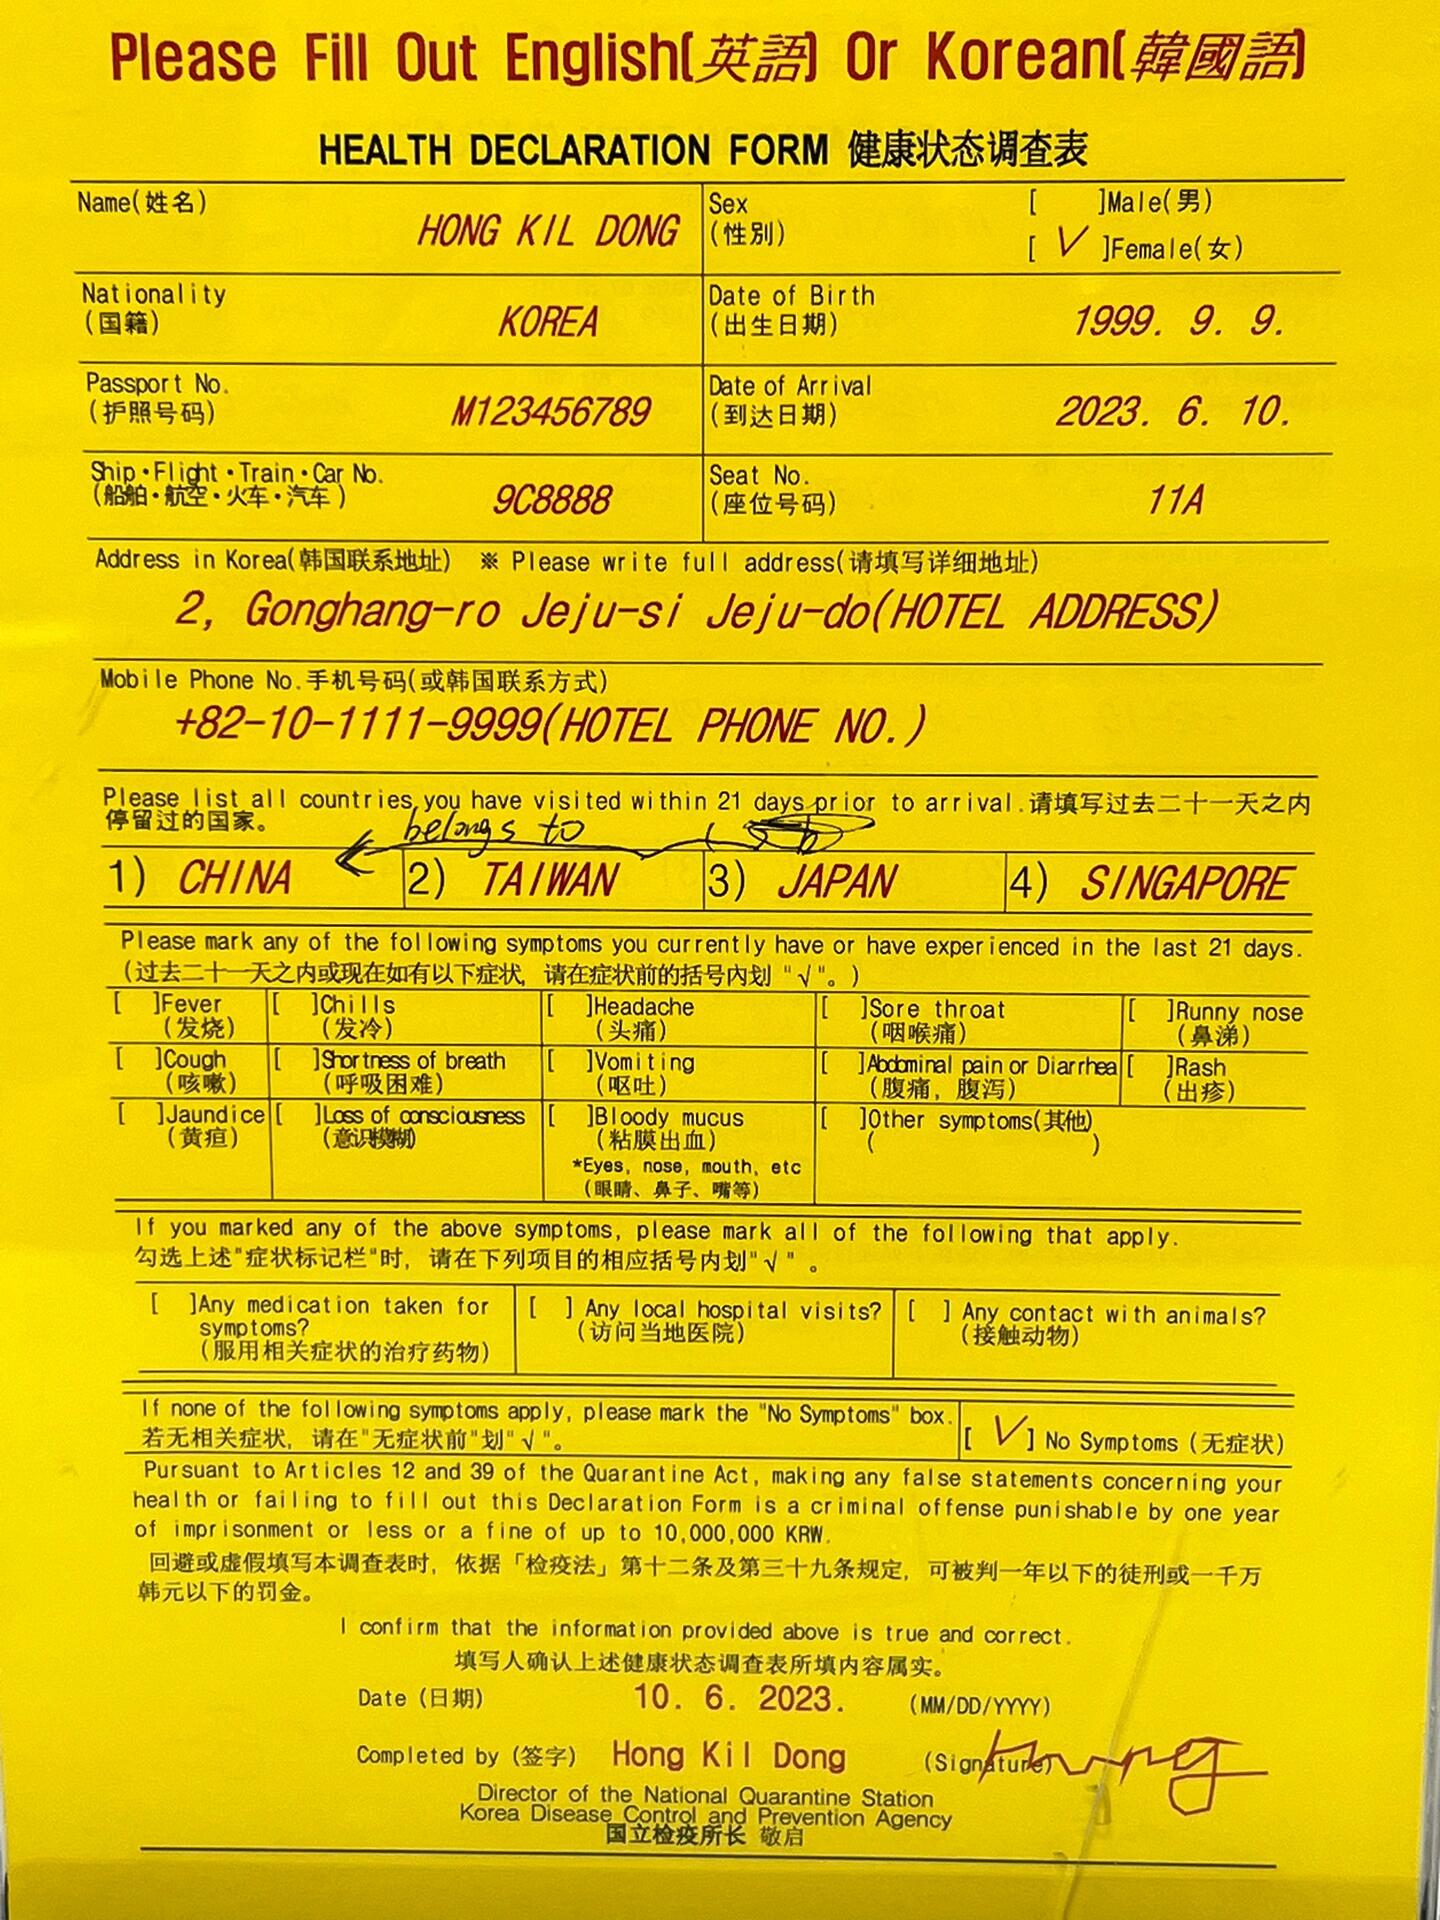 Please Fill Out English(英語) Or Korean(韓國語)
HEALTH DECLARATION FORM 健康状态调查表
Name(姓名) HONG KIL DONG
Sex (性別) [ ]Male(男)
[ V ]Female(女)
Nationality (国籍) KOREA
Date of Birth (出生日期) 1999. 9. 9.
Passport No. (护照号码) M123456789
Date of Arrival (到达日期) 2023. 6. 10.
Ship·Flight·Train·Car No. (船舶·航空·火车·汽车) 9C8888
Seat No. (座位号码) 11A
Address in Korea(韩国联系地址) ※ Please write full address(请填写详细地址)
2, Gonghang-ro Jeju-si Jeju-do(HOTEL ADDRESS)
Mobile Phone No.手机号码(或韩国联系方式)
+82-10-1111-9999(HOTEL PHONE NO.)
Please list all countries you have visited within 21 days prior to arrival.请填写过去二十一天之内
停留过的国家。
belongs to
1) CHINA 2) TAIWAN 3) JAPAN 4) SINGAPORE
Please mark any of the following symptoms you currently have or have experienced in the last 21 days.
(过去二十一天之内或现在如有以下症状, 请在症状前的括号内划 "√"。)
[ ]Fever [ ]Chills [ ]Headache [ ]Sore throat [ ]Runny nose
(发烧) (发冷) (头痛) (咽喉痛) (鼻涕)
[ ]Cough [ ]Shortness of breath [ ]Vomiting [ ]Abdominal pain or Diarrhea [ ]Rash
(咳嗽) (呼吸困难) (呕吐) (腹痛, 腹泻) (出疹)
[ ]Jaundice [ ]Loss of consciousness [ ]Bloody mucus [ ]Other symptoms(其他)
(黄疸) (意识模糊) (粘膜出血) ( )
*Eyes, nose, mouth, etc
(眼睛、鼻子、嘴等)
If you marked any of the above symptoms, please mark all of the following that apply.
勾选上述"症状标记栏"时, 请在下列项目的相应括号内划"√" 。
[ ]Any medication taken for symptoms? [ ] Any local hospital visits? [ ] Any contact with animals?
(服用相关症状的治疗药物) (访问当地医院) (接触动物)
If none of the following symptoms apply, please mark the "No Symptoms" box.
若无相关症状, 请在"无症状前"划"√"。
[ V ] No Symptoms (无症状)
Pursuant to Articles 12 and 39 of the Quarantine Act, making any false statements concerning your
health or failing to fill out this Declaration Form is a criminal offense punishable by one year
of imprisonment or less or a fine of up to 10,000,000 KRW.
回避或虚假填写本调查表时, 依据「检疫法」第十二条及第三十九条规定, 可被判一年以下的徒刑或一千万
韩元以下的罚金。
I confirm that the information provided above is true and correct.
填写人确认上述健康状态调查表所填内容属实。
Date (日期) 10. 6. 2023. (MM/DD/YYYY)
Completed by (签字) Hong Kil Dong (Signature)
Director of the National Quarantine Station
Korea Disease Control and Prevention Agency
国立检疫所长 敬启